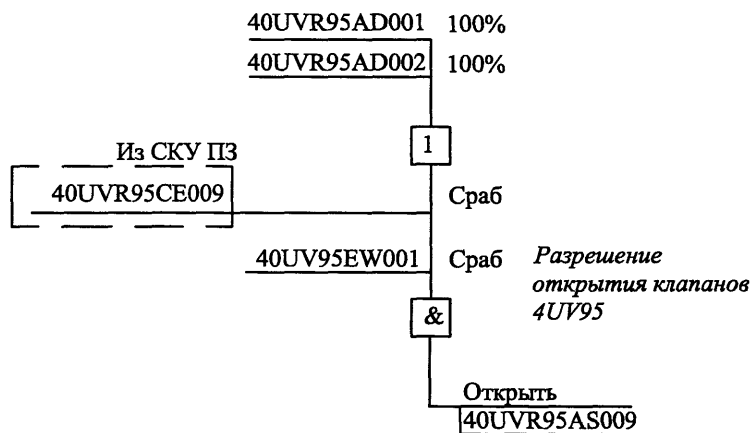 40UVR95AD001 100%
40UVR95AD002 100%
1
Из СКУ ПЗ
40UVR95CE009 Сраб
40UV95EW001 Сраб Разрешение
открытия клапанов
4UV95
&
Открыть
40UVR95AS009